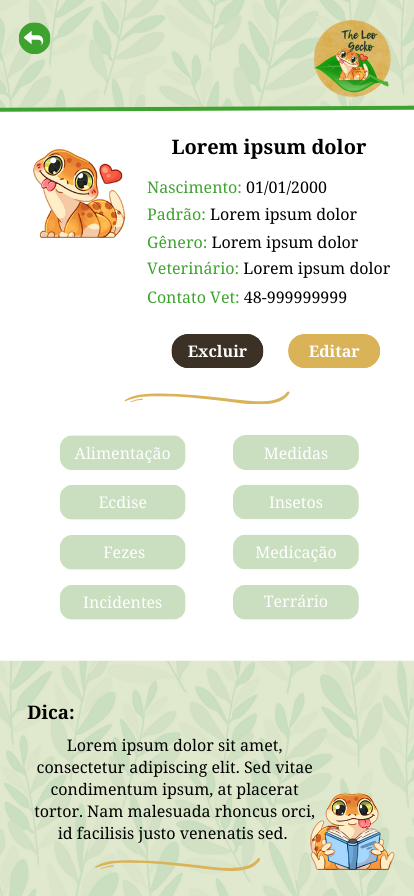 The Leo
Gecko
Lorem ipsum dolor
Nascimento: 01/01/2000
Padrão: Lorem ipsum dolor
Gênero: Lorem ipsum dolor
Veterinário: Lorem ipsum dolor
Contato Vet: 48-999999999
Excluir Editar
Alimentação Medidas
Ecdise Insetos
Fezes Medicação
Incidentes Terrário
Dica:
Lorem ipsum dolor sit amet,
consectetur adipiscing elit. Sed vitae
condimentum ipsum, at placerat
tortor. Nam malesuada rhoncus orci,
id facilisis justo venenatis sed.